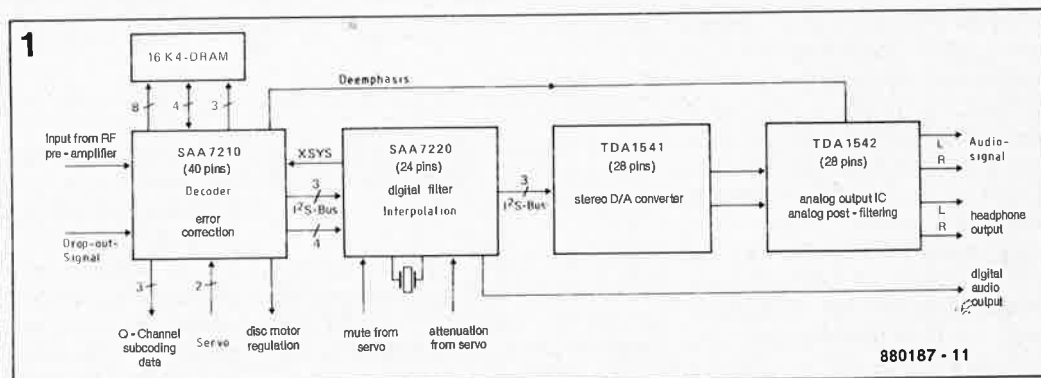 1
16 K4-DRAM
Deemphasis
8
4
3
Input from RF
pre-amplifier
SAA7210
(40 pins)
Decoder
error
correction
XSYS
3
I²S-Bus
4
SAA7220
(24 pins)
digital filter
Interpolation
3
I²S-Bus
TDA1541
(28 pins)
stereo D/A converter
TDA1542
(28 pins)
analog output IC
analog post-filtering
L
R
Audio-
signal
L
R
headphone
output
Drop-out-
Signal
3
2
digital
audio
output
Q-Channel
subcoding
data
Servo
disc motor
regulation
mute from
servo
attenuation
from servo
880187 - 11